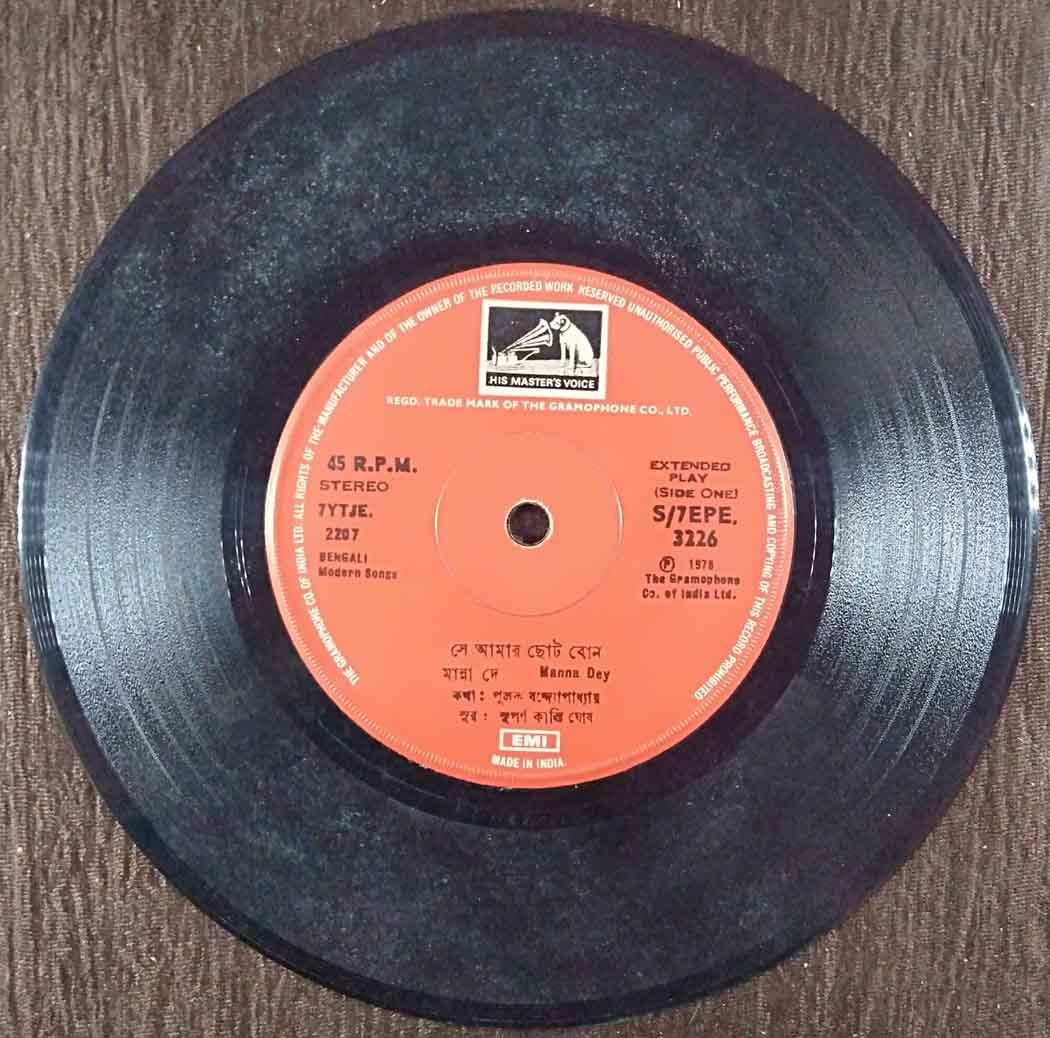 THE GRAMOPHONE CO. OF INDIA LTD. ALL RIGHTS OF THE MANUFACTURER AND OF THE OWNER OF THE RECORDED WORK RESERVED UNAUTHORISED PUBLIC PERFORMANCE BROADCASTING AND COPYING OF THIS RECORD PROHIBITED
HIS MASTER'S VOICE
REGD. TRADE MARK OF THE GRAMOPHONE CO., LTD.
45 R.P.M.
STEREO
7YTJE.
2207
BENGALI
Modern Songs
EXTENDED
PLAY
(SIDE ONE)
S/7EPE.
3226
℗ 1978
The Gramophone
Co. of India Ltd.
সে আমার ছোট বোন
মান্না দে Manna Dey
কথা : পুলক বন্দ্যোপাধ্যায়
সুর : সুপর্ণ কান্তি ঘোষ
EMI
MADE IN INDIA